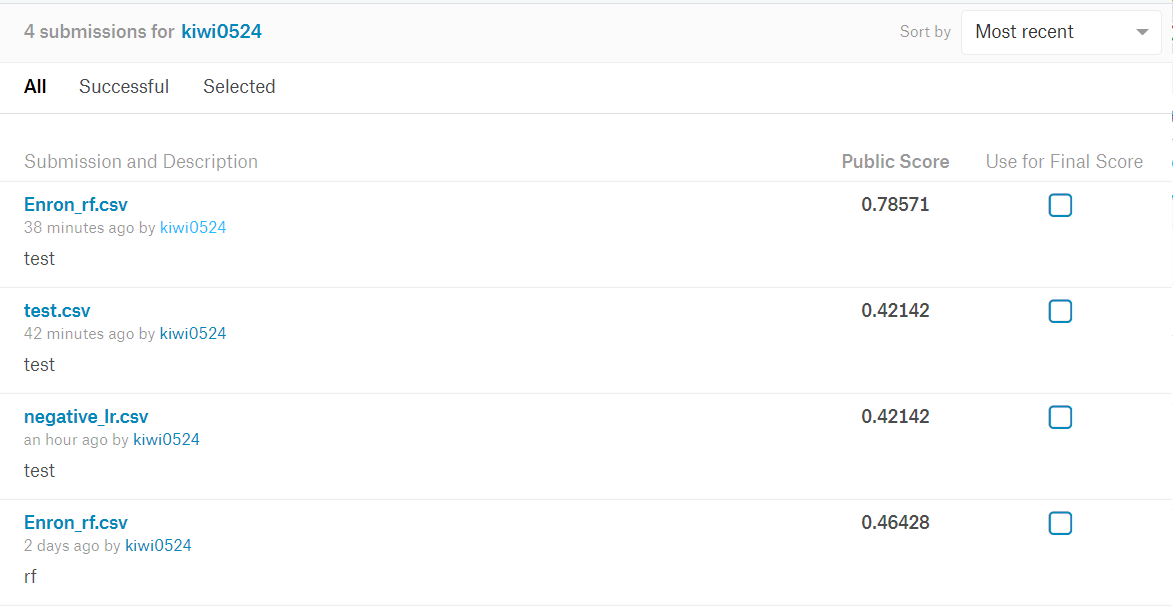 4 submissions for kiwi0524
Sort by
Most recent
All Successful Selected
Submission and Description Public Score Use for Final Score
Enron_rf.csv 0.78571
38 minutes ago by kiwi0524
test
test.csv 0.42142
42 minutes ago by kiwi0524
test
negative_lr.csv 0.42142
an hour ago by kiwi0524
test
Enron_rf.csv 0.46428
2 days ago by kiwi0524
rf